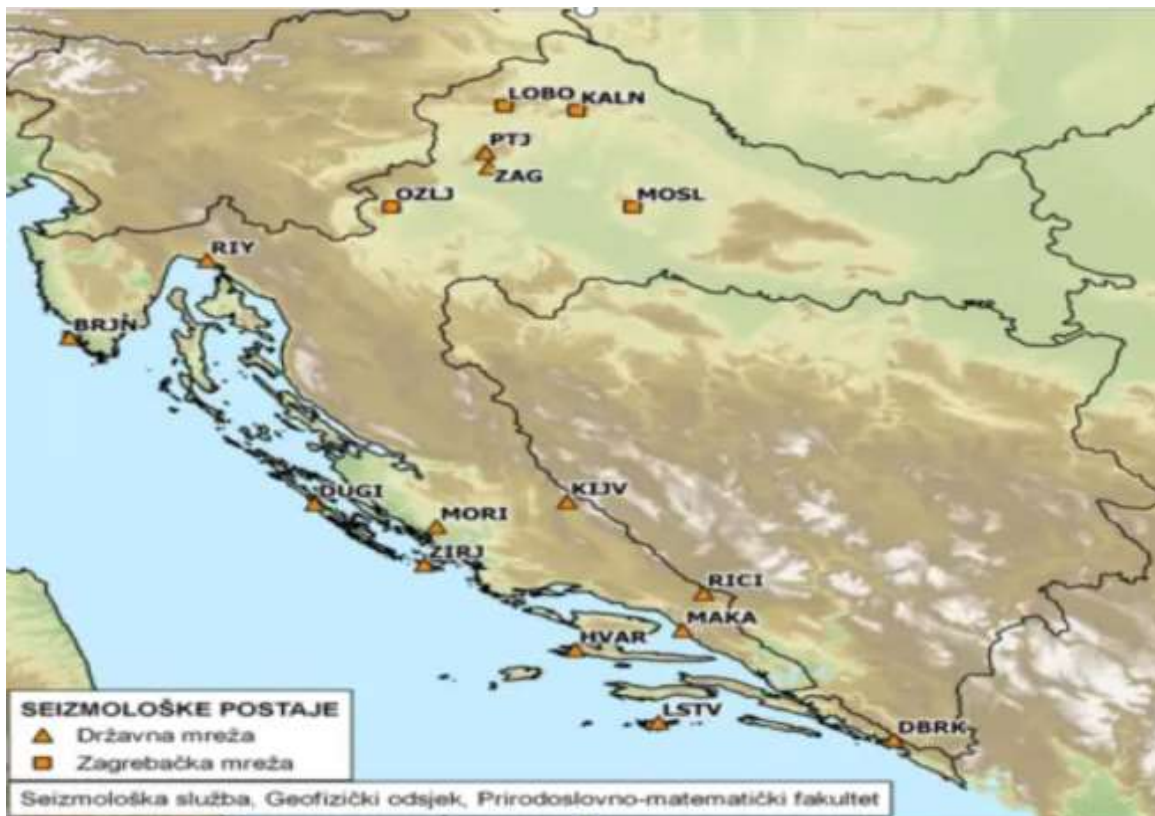 LOBO
KALN
PTJ
ZAG
OZLJ
MOSL
RIY
BRJN
DUGI
MORI
KIJV
ZIRJ
RICI
MAKA
HVAR
LSTV
DBRK
SEIZMOLOŠKE POSTAJE
Državna mreža
Zagrebačka mreža
Seizmološka služba, Geofizički odsjek, Prirodoslovno-matematički fakultet